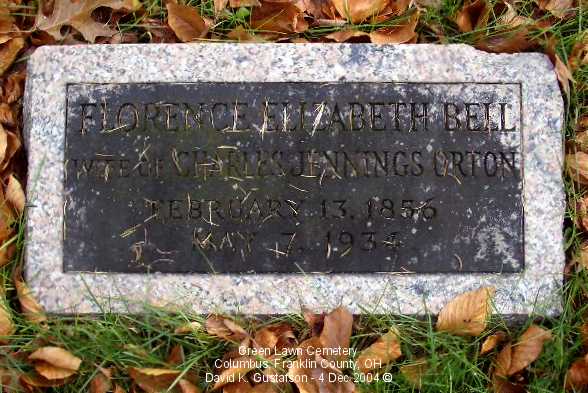 FLORENCE ELIZABETH BELL
WIFE OF CHARLES JENNINGS ORTON
FEBRUARY 13, 1856
MAY 7, 1934
Green Lawn Cemetery
Columbus, Franklin County, OH
David K. Gustafson - 4 Dec 2004 ©